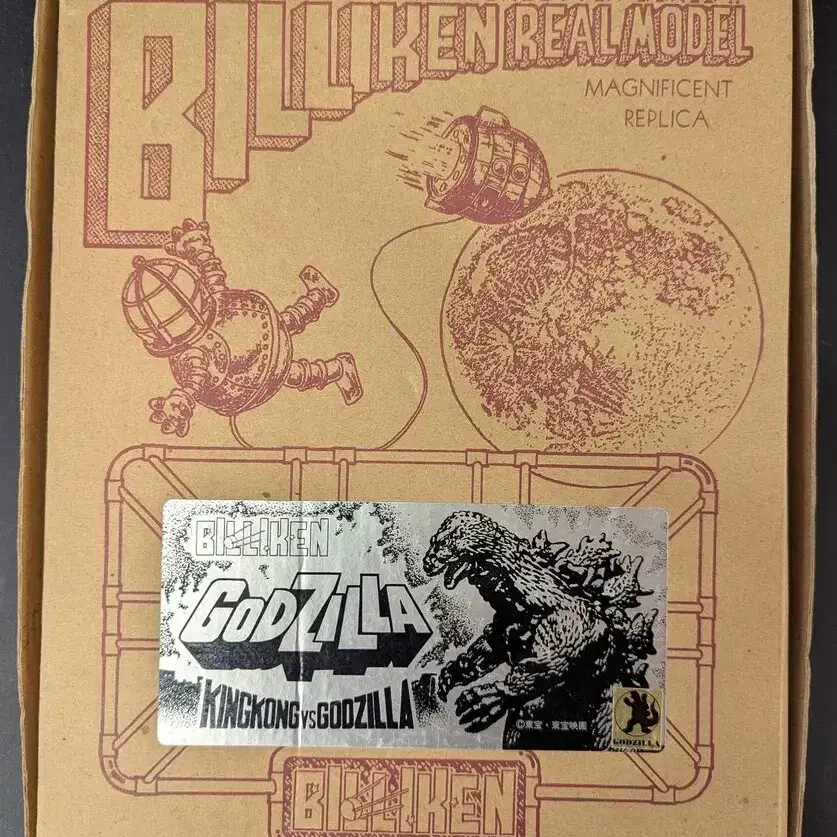 BILLIKEN REAL MODEL
MAGNIFICENT
REPLICA
BILLIKEN
GODZILLA
KINGKONG VS GODZILLA
©東宝・東宝映画
GODZILLA
BILLIKEN